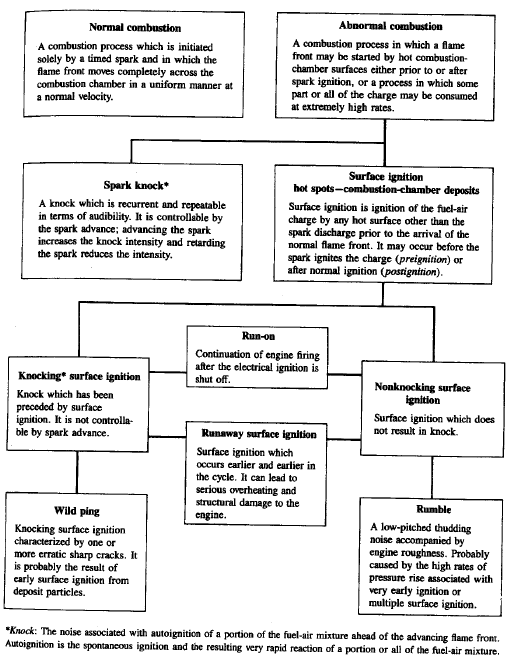 Normal combustion
A combustion process which is initiated
solely by a timed spark and in which the
flame front moves completely across the
combustion chamber in a uniform manner at
a normal velocity.
Abnormal combustion
A combustion process in which a flame
front may be started by hot combustion-
chamber surfaces either prior to or after
spark ignition, or a process in which some
part or all of the charge may be consumed
at extremely high rates.
Spark knock*
A knock which is recurrent and repeatable
in terms of audibility. It is controllable by
the spark advance; advancing the spark
increases the knock intensity and retarding
the spark reduces the intensity.
Surface ignition
hot spots—combustion-chamber deposits
Surface ignition is ignition of the fuel-air
charge by any hot surface other than the
spark discharge prior to the arrival of the
normal flame front. It may occur before the
spark ignites the charge (preignition) or
after normal ignition (postignition).
Run-on
Continuation of engine firing
after the electrical ignition is
shut off.
Knocking* surface ignition
Knock which has been
preceded by surface
ignition. It is not controlla-
ble by spark advance.
Nonknocking surface
ignition
Surface ignition which does
not result in knock.
Runaway surface ignition
Surface ignition which
occurs earlier and earlier in
the cycle. It can lead to
serious overheating and
structural damage to the
engine.
Wild ping
Knocking surface ignition
characterized by one or
more erratic sharp cracks. It
is probably the result of
early surface ignition from
deposit particles.
Rumble
A low-pitched thudding
noise accompanied by
engine roughness. Probably
caused by the high rates of
pressure rise associated with
very early ignition or
multiple surface ignition.
*Knock: The noise associated with autoignition of a portion of the fuel-air mixture ahead of the advancing flame front.
Autoignition is the spontaneous ignition and the resulting very rapid reaction of a portion or all of the fuel-air mixture.